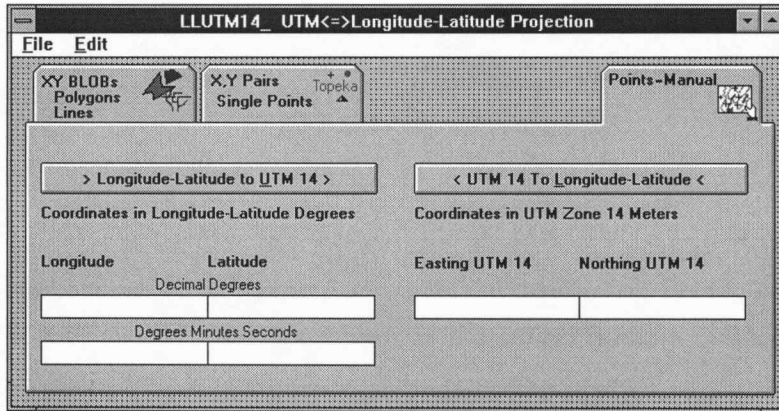 LLUTM14_ UTM<=>Longitude-Latitude Projection
File Edit
XY BLOBs
Polygons
Lines
X,Y Pairs
Single Points
Topeka
Points-Manual
> Longitude-Latitude to UTM 14 >
< UTM 14 To Longitude-Latitude <
Coordinates in Longitude-Latitude Degrees
Coordinates in UTM Zone 14 Meters
Longitude Latitude
Easting UTM 14 Northing UTM 14
Decimal Degrees
Degrees Minutes Seconds